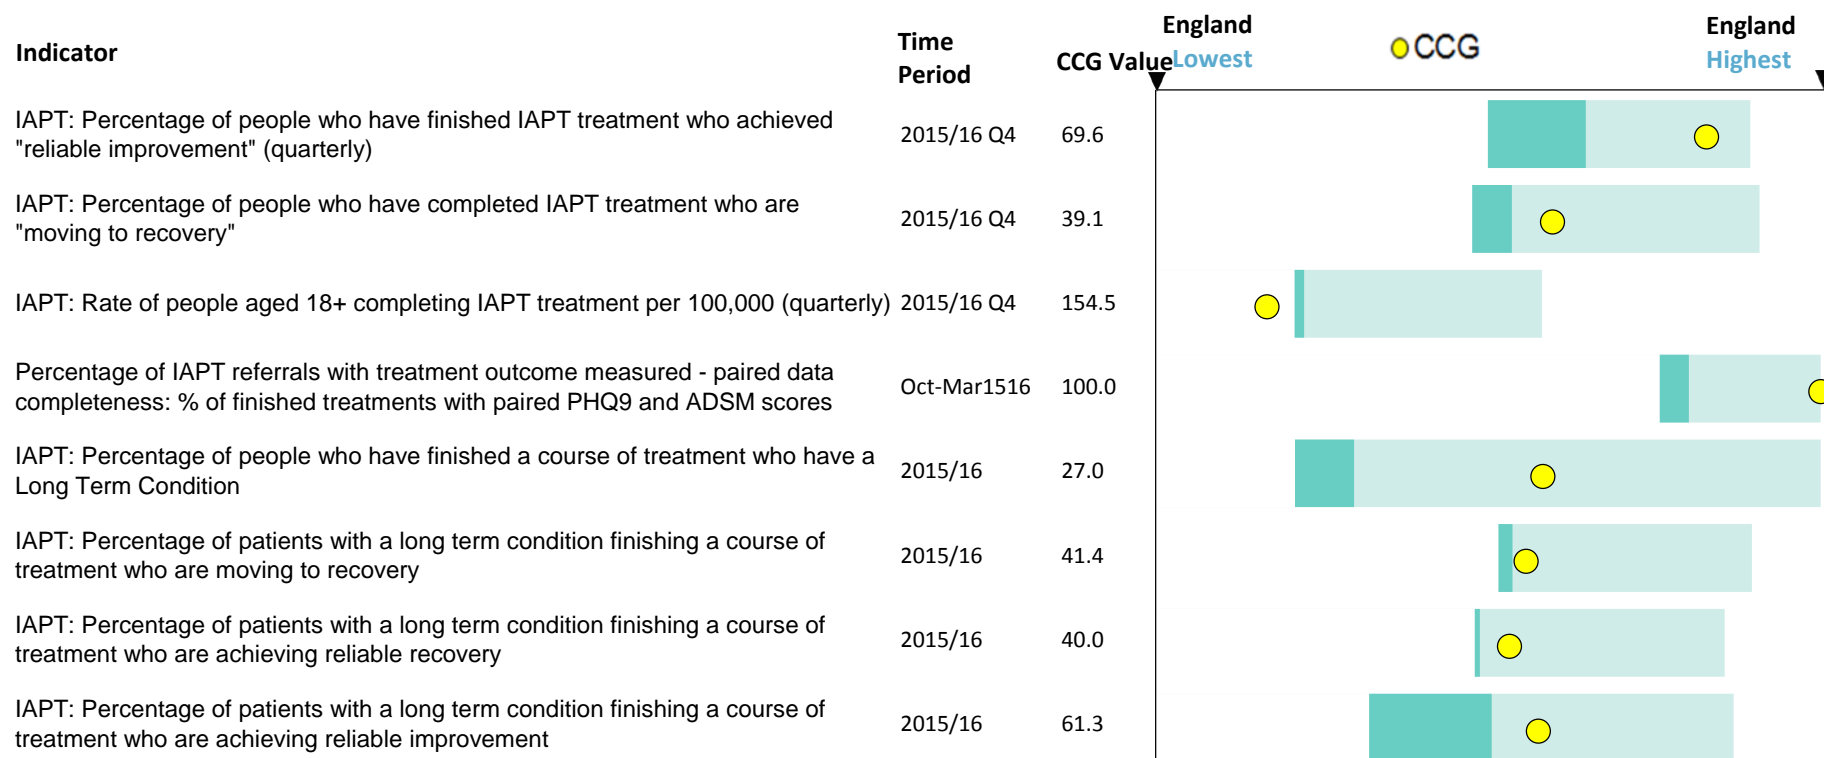 Indicator
Time
Period
CCG Value
England
Lowest
CCG
England
Highest
IAPT: Percentage of people who have finished IAPT treatment who achieved
"reliable improvement" (quarterly)
2015/16 Q4
69.6
IAPT: Percentage of people who have completed IAPT treatment who are
"moving to recovery"
2015/16 Q4
39.1
IAPT: Rate of people aged 18+ completing IAPT treatment per 100,000 (quarterly)
2015/16 Q4
154.5
Percentage of IAPT referrals with treatment outcome measured - paired data
completeness: % of finished treatments with paired PHQ9 and ADSM scores
Oct-Mar1516
100.0
IAPT: Percentage of people who have finished a course of treatment who have a
Long Term Condition
2015/16
27.0
IAPT: Percentage of patients with a long term condition finishing a course of
treatment who are moving to recovery
2015/16
41.4
IAPT: Percentage of patients with a long term condition finishing a course of
treatment who are achieving reliable recovery
2015/16
40.0
IAPT: Percentage of patients with a long term condition finishing a course of
treatment who are achieving reliable improvement
2015/16
61.3